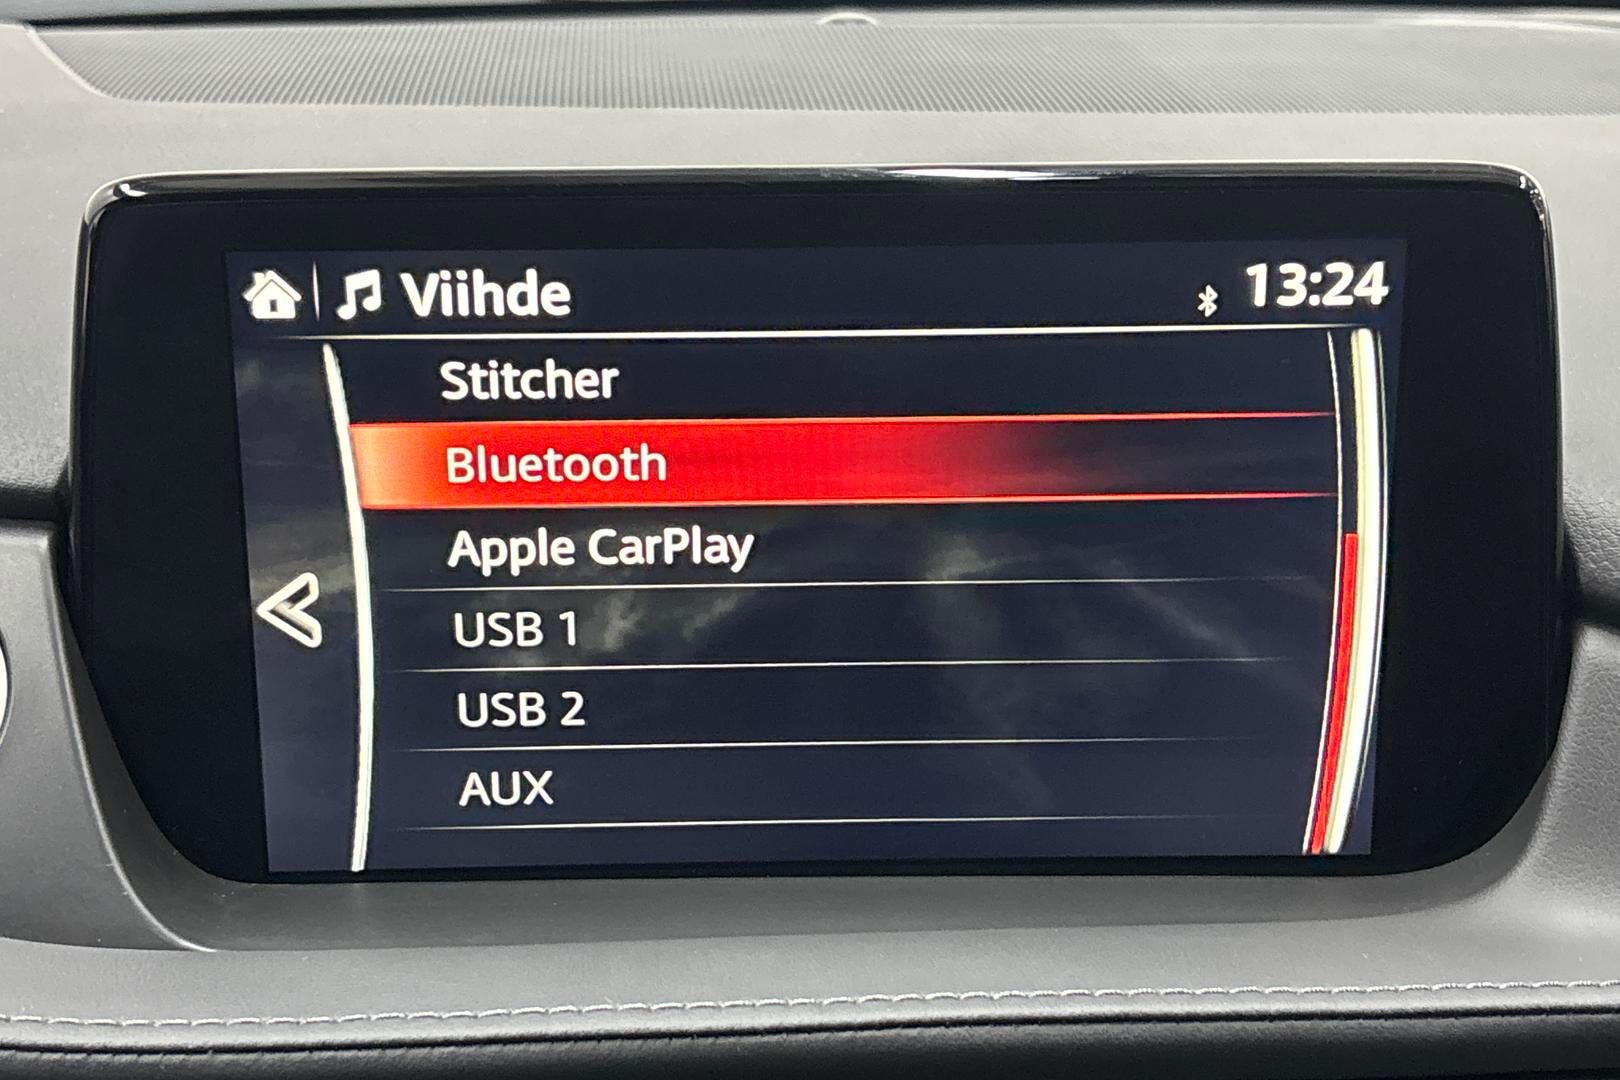 Viihde 13:24
Stitcher
Bluetooth
Apple CarPlay
USB 1
USB 2
AUX